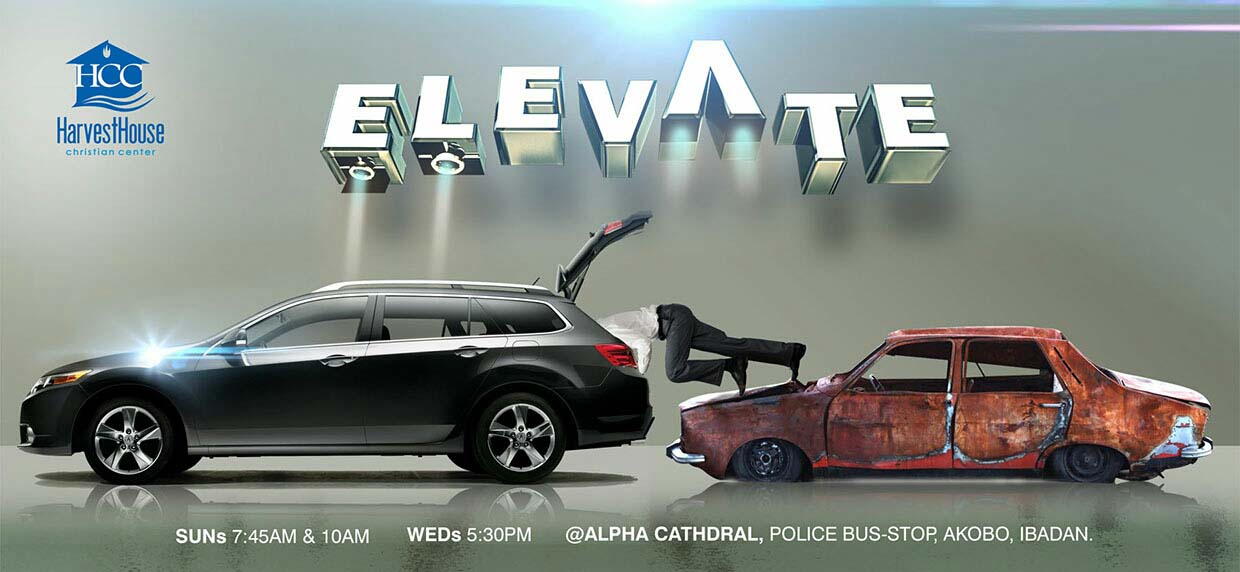 HCC
HarvestHouse
christian center
ELEVATE
SUNs 7:45AM & 10AM WEDs 5:30PM @ALPHA CATHDRAL, POLICE BUS-STOP, AKOBO, IBADAN.